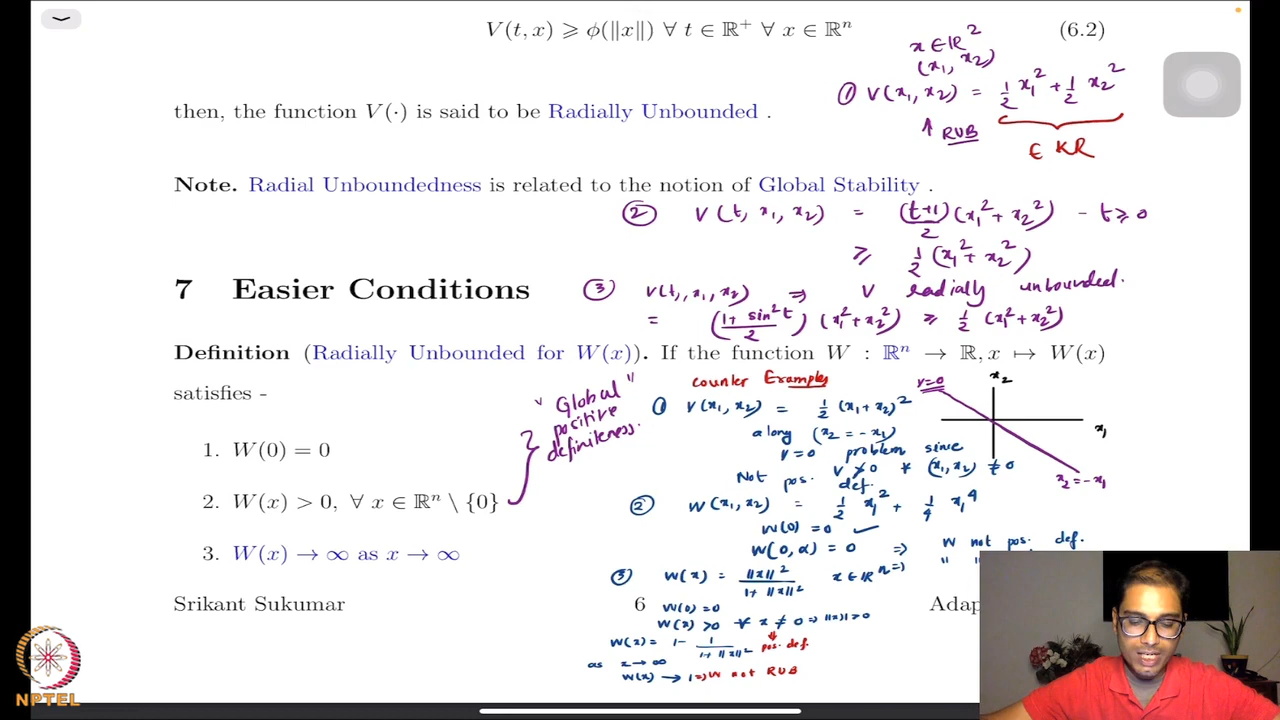 V(t, x) ⩾ ϕ(‖x‖) ∀ t ∈ ℝ⁺ ∀ x ∈ ℝⁿ (6.2)
x ∈ ℝ²
(x₁, x₂)
① V(x₁, x₂) = ½ x₁² + ½ x₂²
then, the function V(·) is said to be Radially Unbounded .
↑ RUB
∈ KR
Note. Radial Unboundedness is related to the notion of Global Stability .
② V(t, x₁, x₂) = (t+1)/2 (x₁² + x₂²) - t ⩾ 0
⩾ ½ (x₁² + x₂²)
7 Easier Conditions
⇒ V radially unbounded.
③ V(t, x₁, x₂)
= ((1 + sin²t)/2) (x₁² + x₂²) ⩾ ½ (x₁² + x₂²)
Definition (Radially Unbounded for W(x)). If the function W : ℝⁿ → ℝ, x ↦ W(x)
satisfies -
"Global positive definiteness."
counter Examples
① V(x₁, x₂) = ½ (x₁ + x₂)²
along (x₂ = -x₁)
V = 0 problem since
V ≯ 0 ∀ (x₁, x₂) ≠ 0
Not pos. def.
V=0
x₂
x₁
x₂ = -x₁
1. W(0) = 0
2. W(x) > 0, ∀ x ∈ ℝⁿ \ {0}
3. W(x) → ∞ as x → ∞
② W(x₁, x₂) = ½ x₁² + ¼ x₁⁴
W(0) = 0 ✓
W(0, α) = 0 ⇒ W not pos. def.
⇒ " "
③ W(x) = ‖x‖² / (1 + ‖x‖²) x ∈ ℝⁿ
W(0) = 0
W(x) > 0 ∀ x ≠ 0 ⇒ ‖x‖ > 0
⇓
pos. def.
W(x) = 1 - 1/(1 + ‖x‖²)
as x → ∞
W(x) → 1 ⇒ W not RUB
Srikant Sukumar 6 Adap
NPTEL